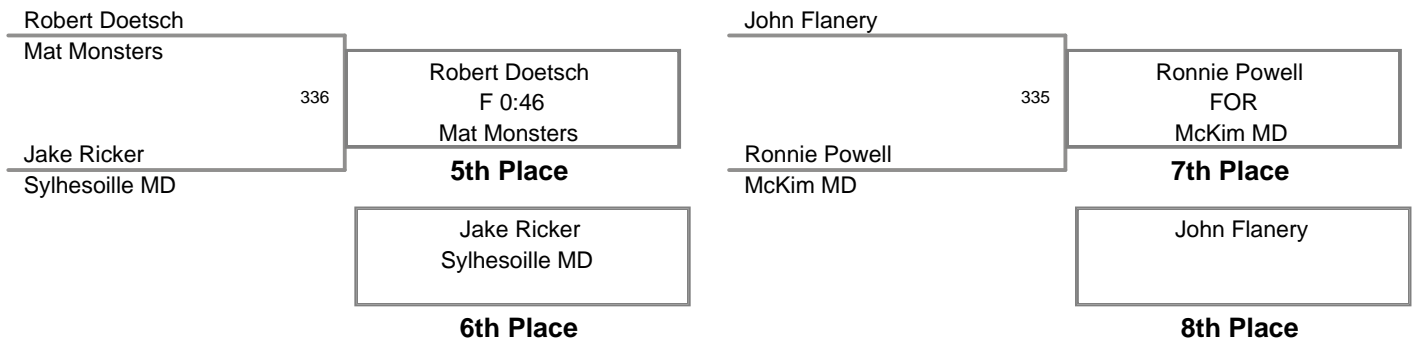 Robert Doetsch
Mat Monsters
336
Robert Doetsch
F 0:46
Mat Monsters
Jake Ricker
Sylhesoille MD
5th Place
Jake Ricker
Sylhesoille MD
6th Place
John Flanery
335
Ronnie Powell
FOR
McKim MD
Ronnie Powell
McKim MD
7th Place
John Flanery
8th Place